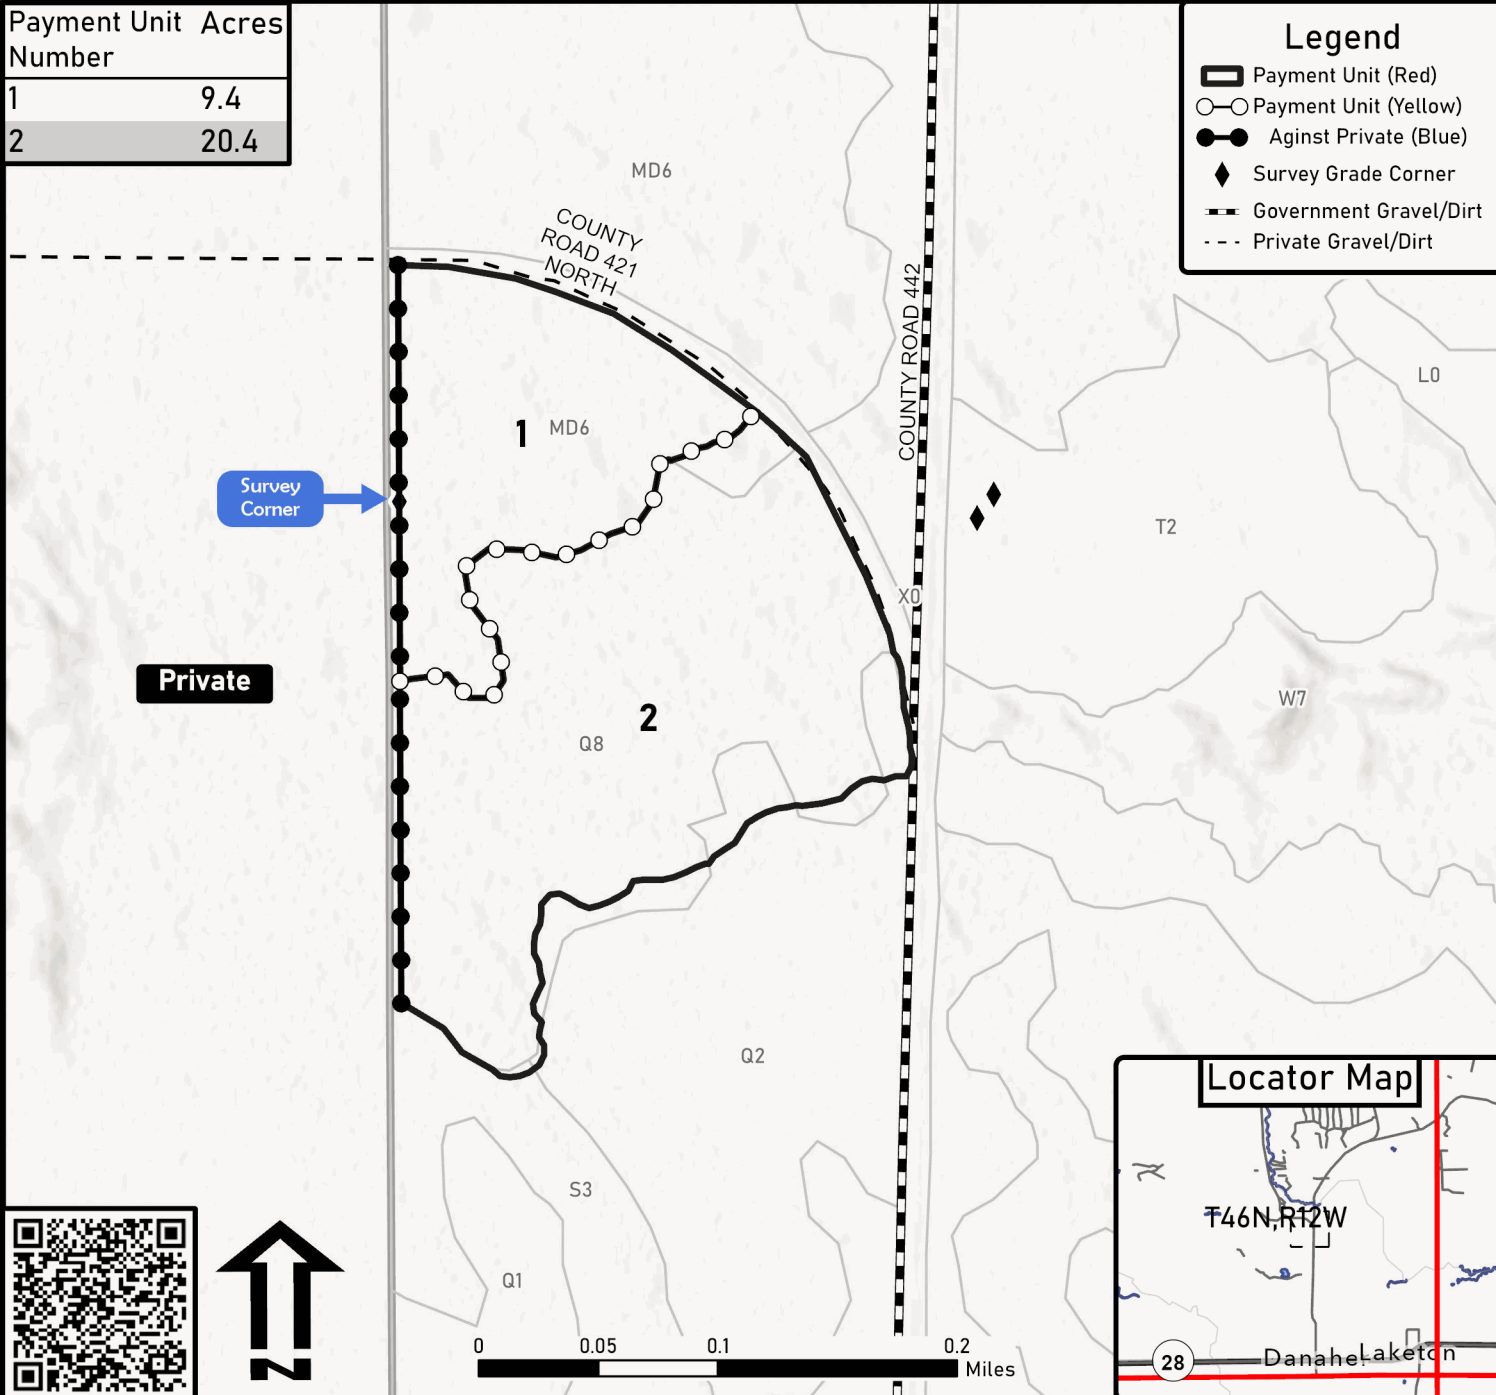 Payment Unit Number Acres
1 9.4
2 20.4
Legend
Payment Unit (Red)
Payment Unit (Yellow)
Aginst Private (Blue)
Survey Grade Corner
Government Gravel/Dirt
Private Gravel/Dirt
MD6
COUNTY
ROAD 421
NORTH
COUNTY ROAD 442
L0
1
MD6
Survey
Corner
T2
X0
Private
2
W7
Q8
Q2
S3
Q1
N
0 0.05 0.1 0.2
Miles
Locator Map
T46N,R12W
28
Danaher
Laketon